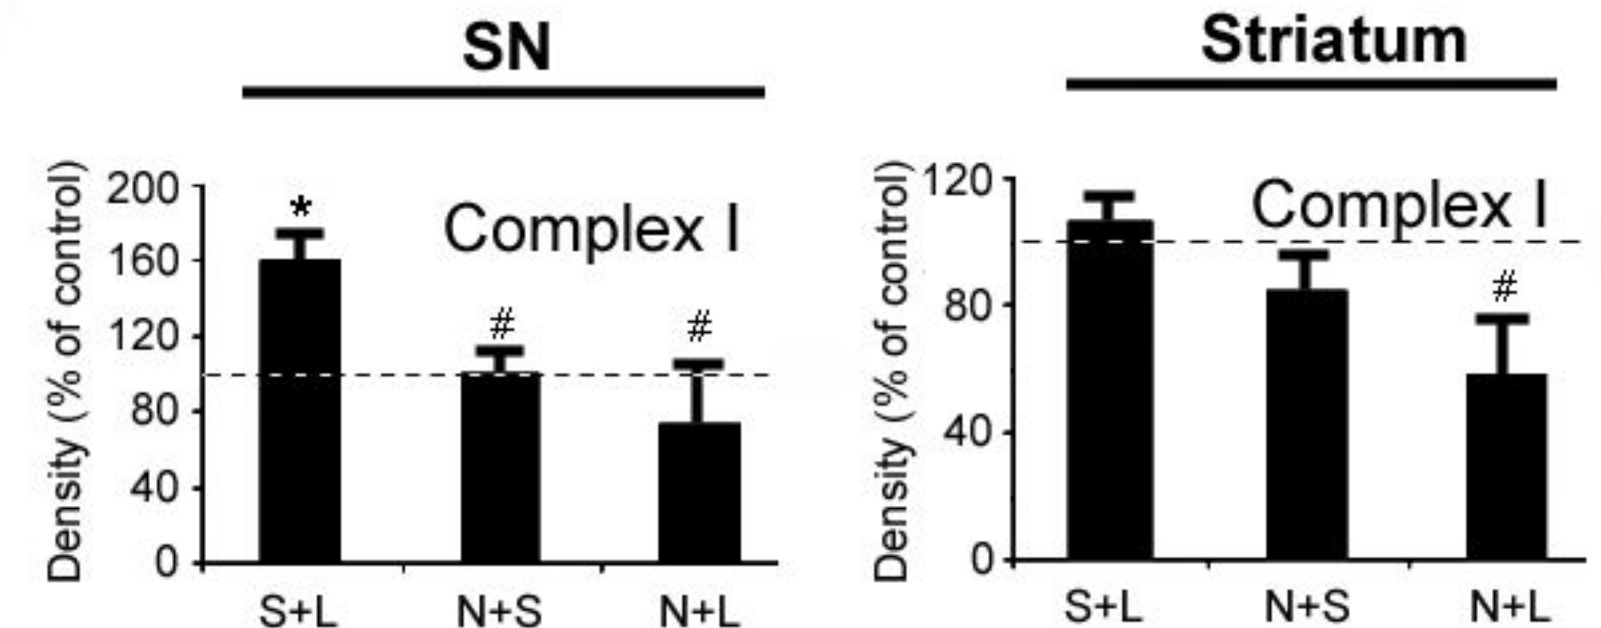 SN
Density (% of control)
200
160
120
80
40
0
Complex I
*
#
#
S+L
N+S
N+L
Striatum
Density (% of control)
120
80
40
0
Complex I
#
S+L
N+S
N+L